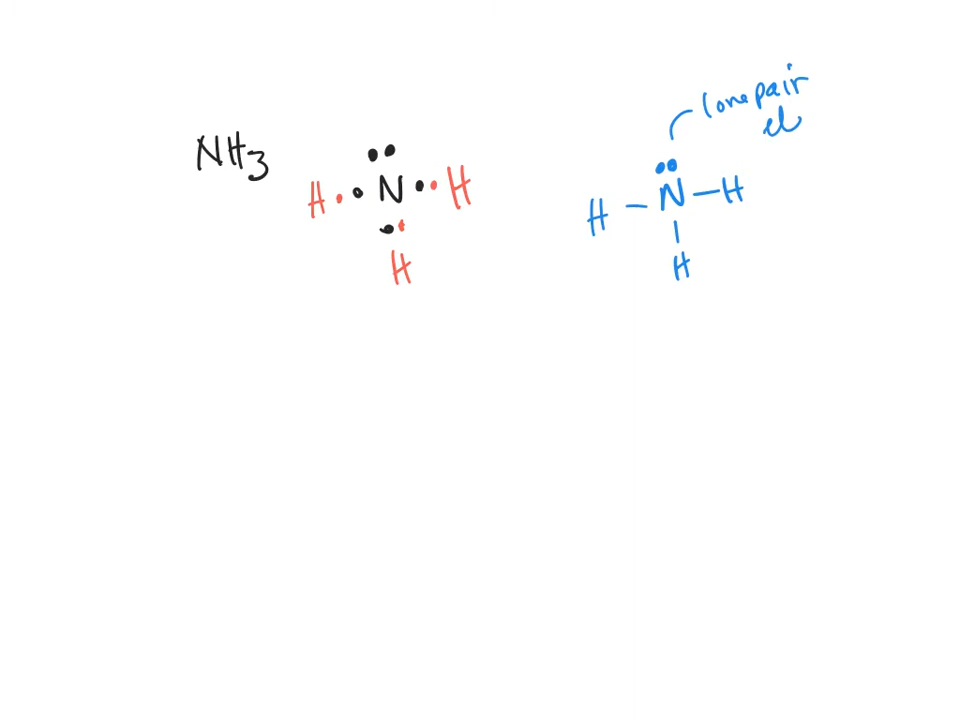 NH3
H • • N • • H
H
lone pair
el
H – N – H
H